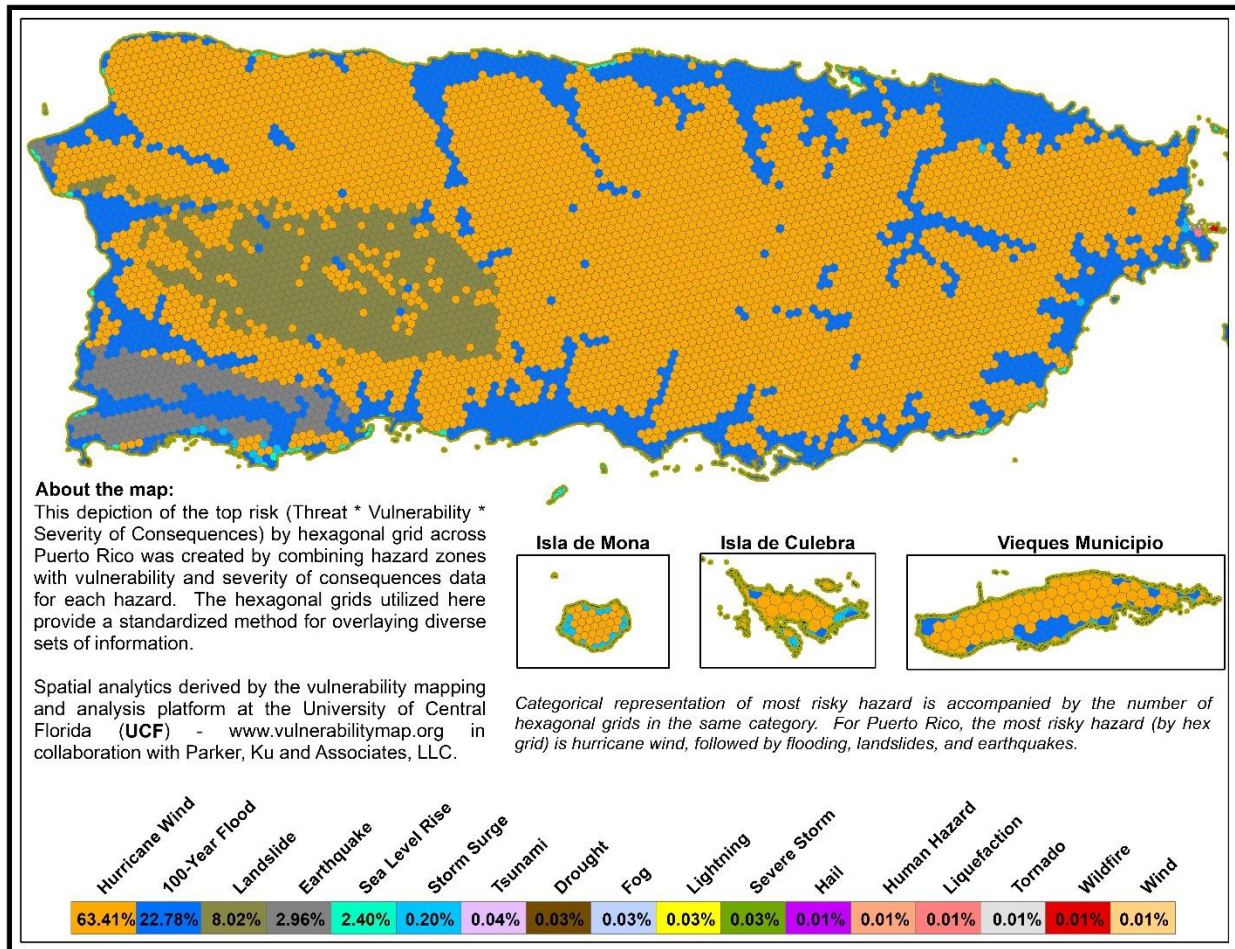 About the map:
This depiction of the top risk (Threat * Vulnerability *
Severity of Consequences) by hexagonal grid across
Puerto Rico was created by combining hazard zones
with vulnerability and severity of consequences data
for each hazard. The hexagonal grids utilized here
provide a standardized method for overlaying diverse
sets of information.
Spatial analytics derived by the vulnerability mapping
and analysis platform at the University of Central
Florida (UCF) - www.vulnerabilitymap.org in
collaboration with Parker, Ku and Associates, LLC.
Isla de Mona
Isla de Culebra
Vieques Municipio
Categorical representation of most risky hazard is accompanied by the number of
hexagonal grids in the same category. For Puerto Rico, the most risky hazard (by hex
grid) is hurricane wind, followed by flooding, landslides, and earthquakes.
Hurricane Wind
100-Year Flood
Landslide
Earthquake
Sea Level Rise
Storm Surge
Tsunami
Drought
Fog
Lightning
Severe Storm
Hail
Human Hazard
Liquefaction
Tornado
Wildfire
Wind
63.41% 22.78% 8.02% 2.96% 2.40% 0.20% 0.04% 0.03% 0.03% 0.03% 0.03% 0.01% 0.01% 0.01% 0.01% 0.01% 0.01%